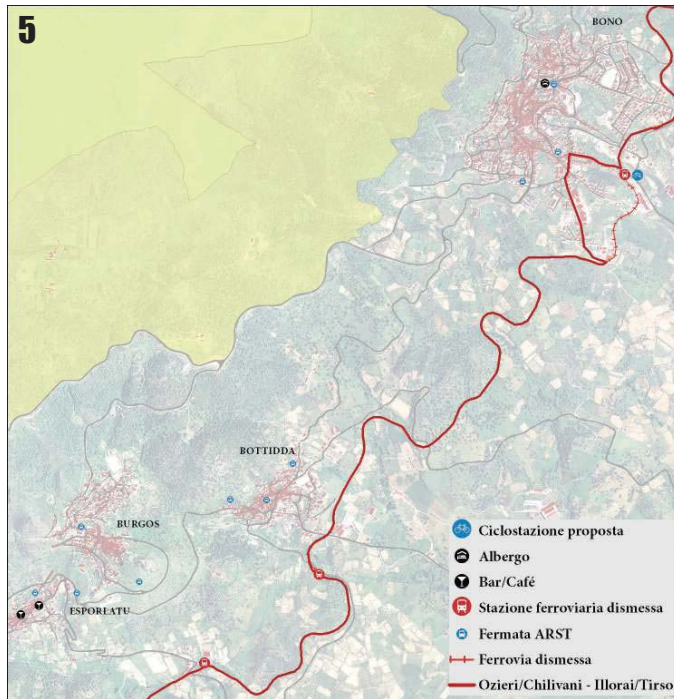 5
BONO
BOTTIDDA
BURGOS
ESPORLATU
Ciclostazione proposta
Albergo
Bar/Café
Stazione ferroviaria dismessa
Fermata ARST
Ferrovia dismessa
Ozieri/Chilivani - Illorai/Tirso